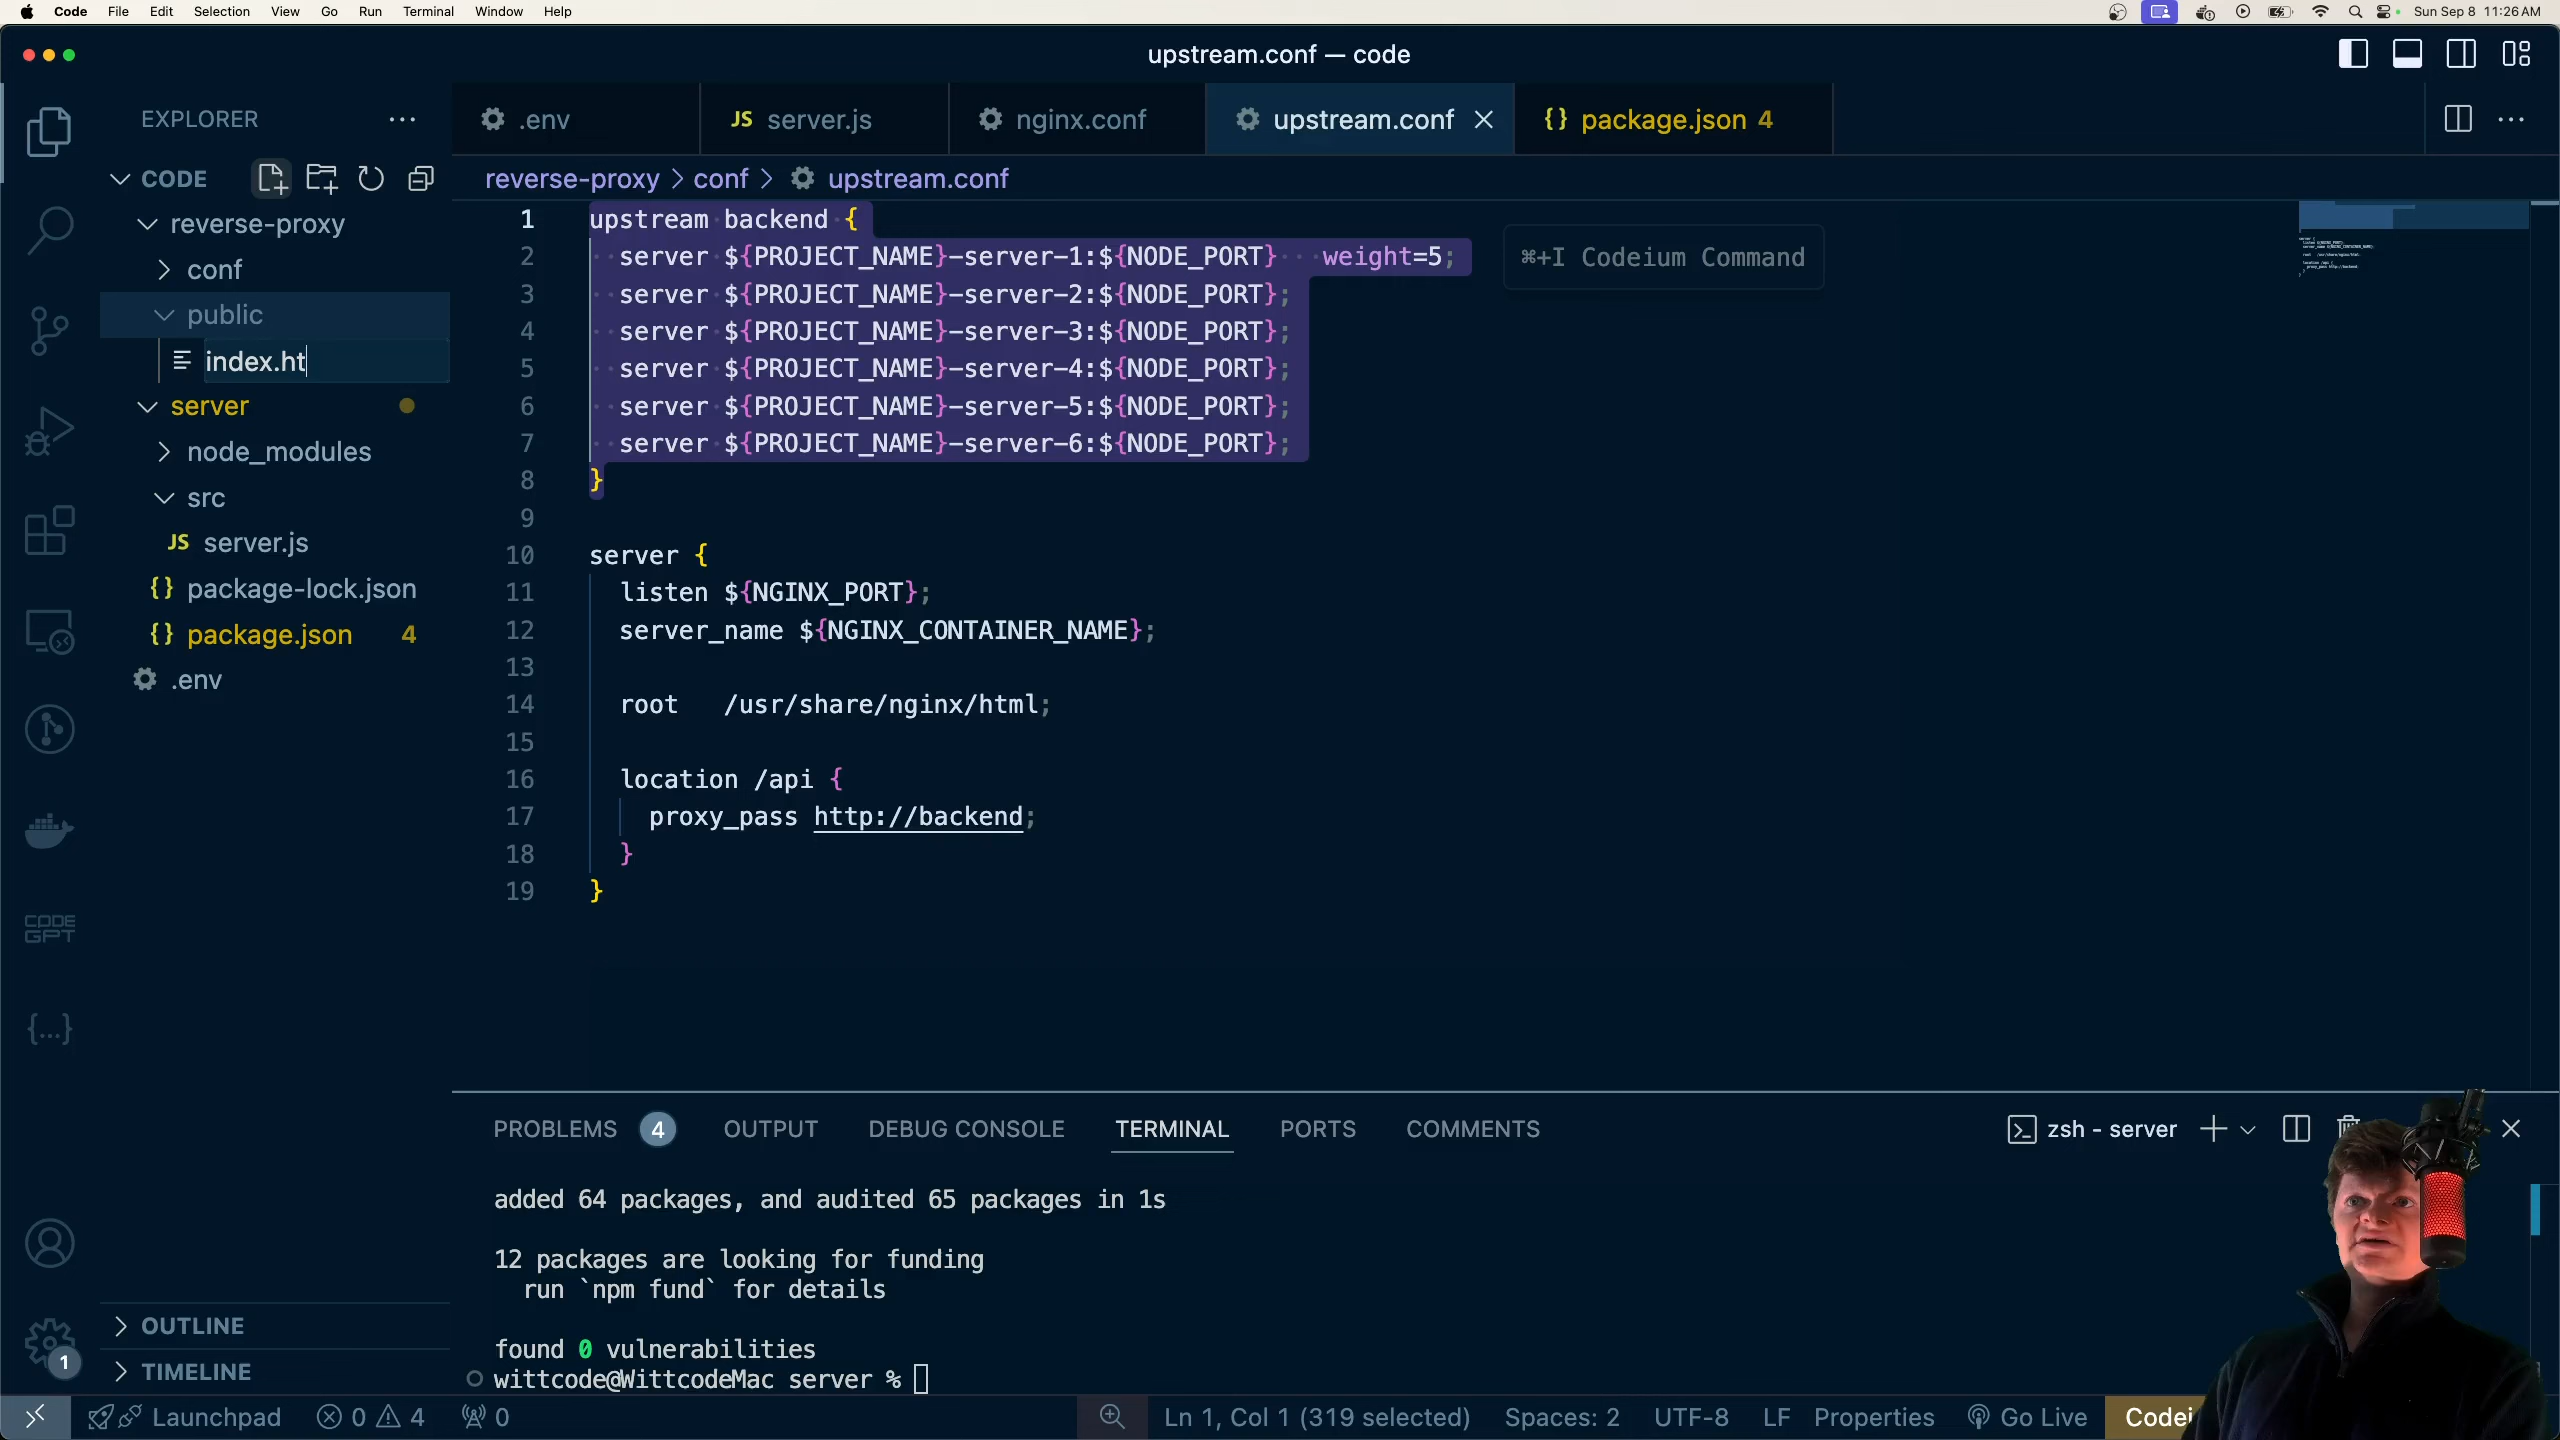 Code File Edit Selection View Go Run Terminal Window Help
Sun Sep 8 11:26 AM
upstream.conf — code
EXPLORER
CODE
reverse-proxy
conf
public
index.ht
server
node_modules
src
JS server.js
{} package-lock.json
{} package.json 4
.env
OUTLINE
TIMELINE
CODE
GPT
{...}
1
.env
JS server.js
nginx.conf
upstream.conf
{} package.json 4
reverse-proxy > conf > upstream.conf
1 upstream backend {
2 server ${PROJECT_NAME}-server-1:${NODE_PORT} weight=5;
3 server ${PROJECT_NAME}-server-2:${NODE_PORT};
4 server ${PROJECT_NAME}-server-3:${NODE_PORT};
5 server ${PROJECT_NAME}-server-4:${NODE_PORT};
6 server ${PROJECT_NAME}-server-5:${NODE_PORT};
7 server ${PROJECT_NAME}-server-6:${NODE_PORT};
8 }
9
10 server {
11 listen ${NGINX_PORT};
12 server_name ${NGINX_CONTAINER_NAME};
13
14 root /usr/share/nginx/html;
15
16 location /api {
17 proxy_pass http://backend;
18 }
19 }
⌘+I Codeium Command
PROBLEMS 4 OUTPUT DEBUG CONSOLE TERMINAL PORTS COMMENTS
zsh - server
added 64 packages, and audited 65 packages in 1s
12 packages are looking for funding
run `npm fund` for details
found 0 vulnerabilities
wittcode@WittcodeMac server %
Launchpad 0 4 0
Ln 1, Col 1 (319 selected) Spaces: 2 UTF-8 LF Properties Go Live Codei